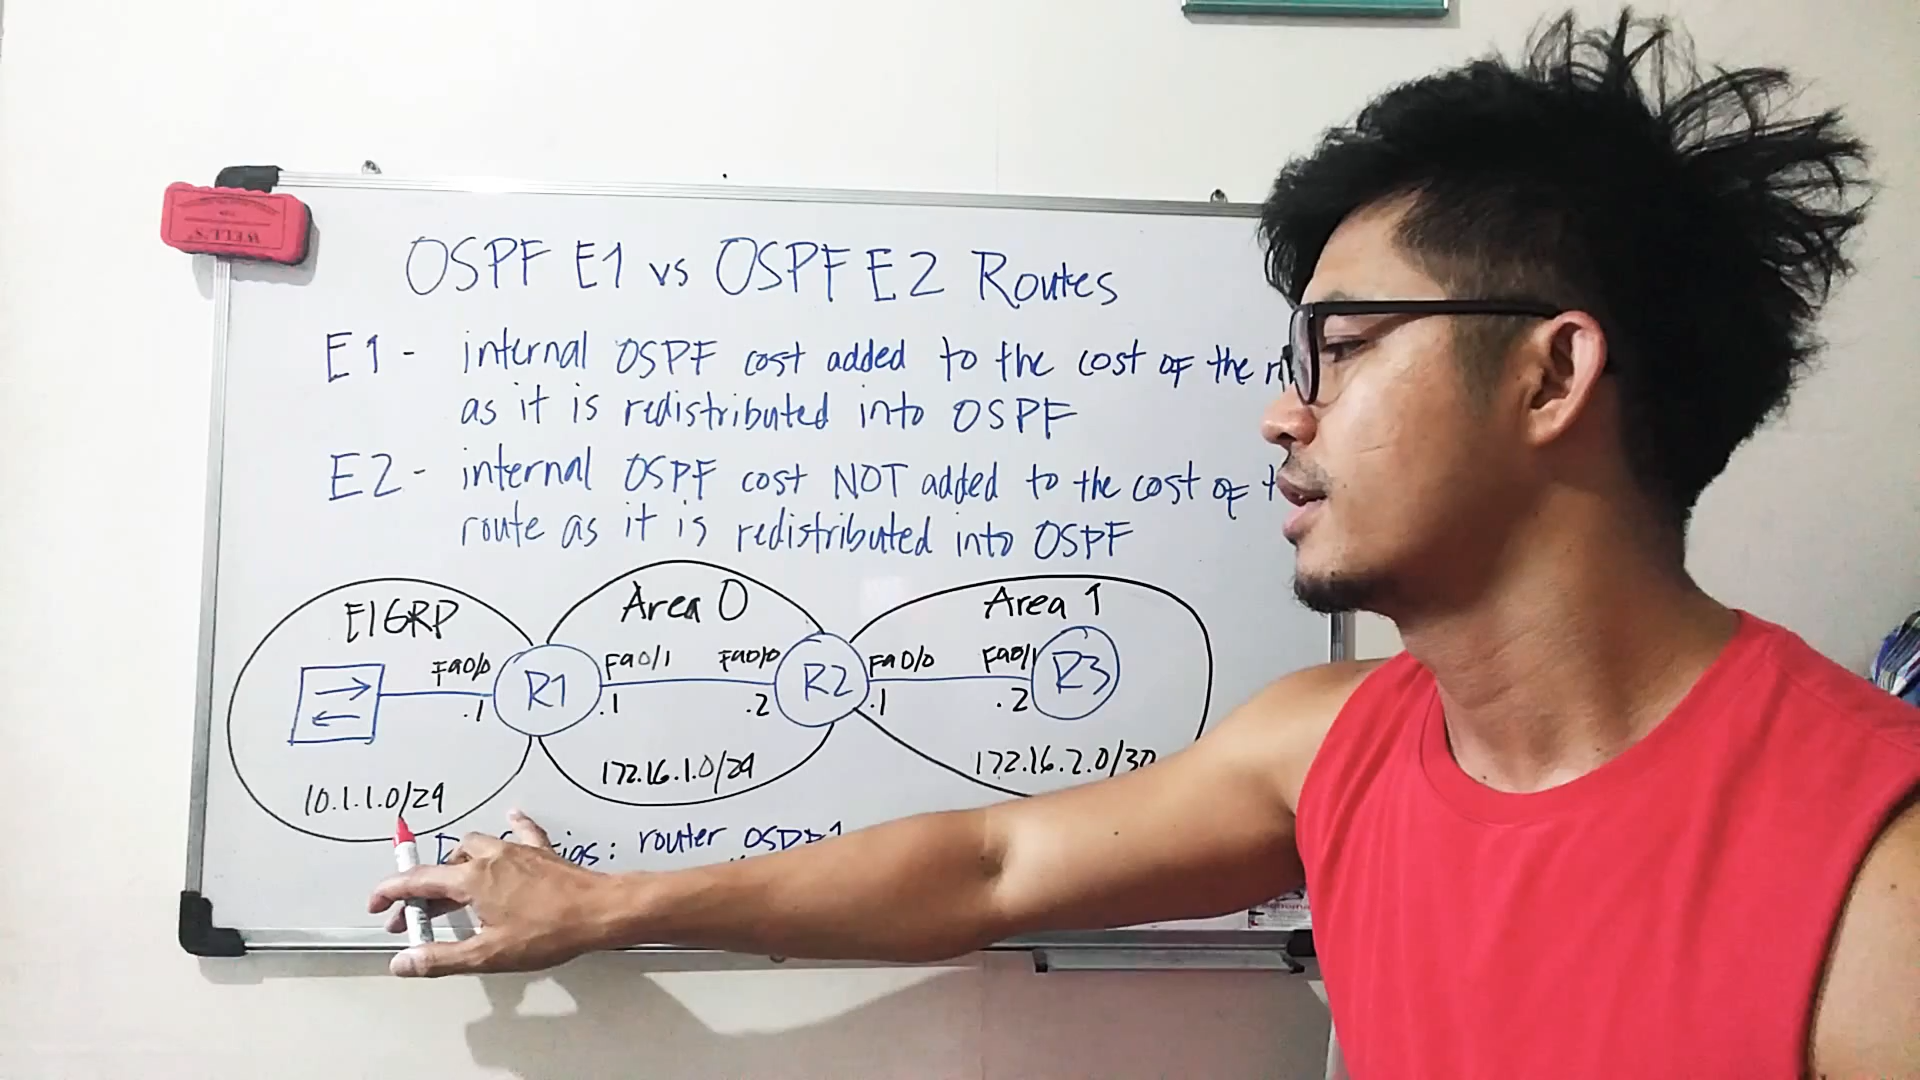 WELL'S
OSPF E1 vs OSPF E2 Routes
E1 - internal OSPF cost added to the cost of the
as it is redistributed into OSPF
E2 - internal OSPF cost NOT added to the cost of
route as it is redistributed into OSPF
EIGRP Area 0 Area 1
Fa0/0 R1 Fa0/1 Fa0/0 R2 Fa0/0 Fa0/1 R3
.1 .1 .2 .1 .2
10.1.1.0/24 172.16.1.0/24 172.16.2.0/30
router OSPF 1